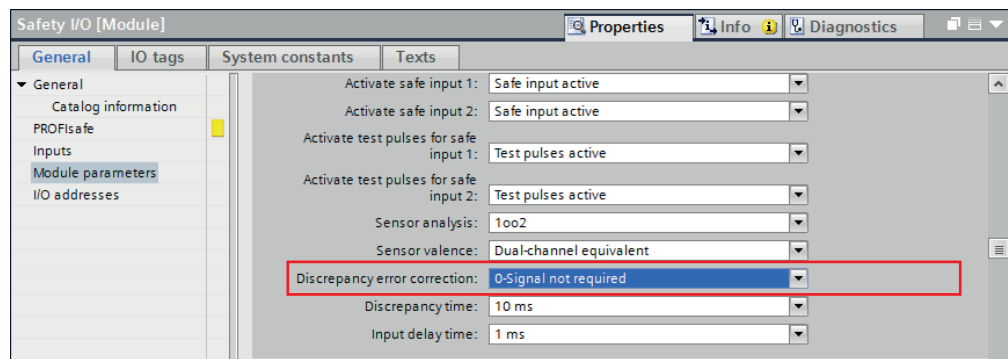 Safety I/O [Module]
Properties
Info
Diagnostics
General
IO tags
System constants
Texts
General
Catalog information
PROFIsafe
Inputs
Module parameters
I/O addresses
Activate safe input 1: Safe input active
Activate safe input 2: Safe input active
Activate test pulses for safe
input 1: Test pulses active
Activate test pulses for safe
input 2: Test pulses active
Sensor analysis: 1oo2
Sensor valence: Dual-channel equivalent
Discrepancy error correction: 0-Signal not required
Discrepancy time: 10 ms
Input delay time: 1 ms